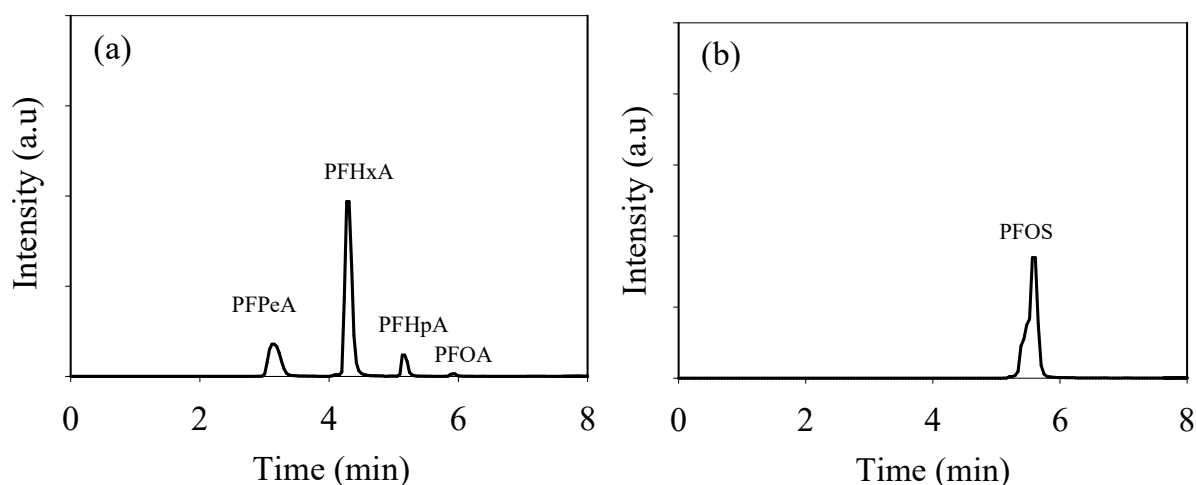 (a)
Intensity (a.u)
PFPeA
PFHxA
PFHpA
PFOA
0 2 4 6 8
Time (min)
(b)
Intensity (a.u)
PFOS
0 2 4 6 8
Time (min)